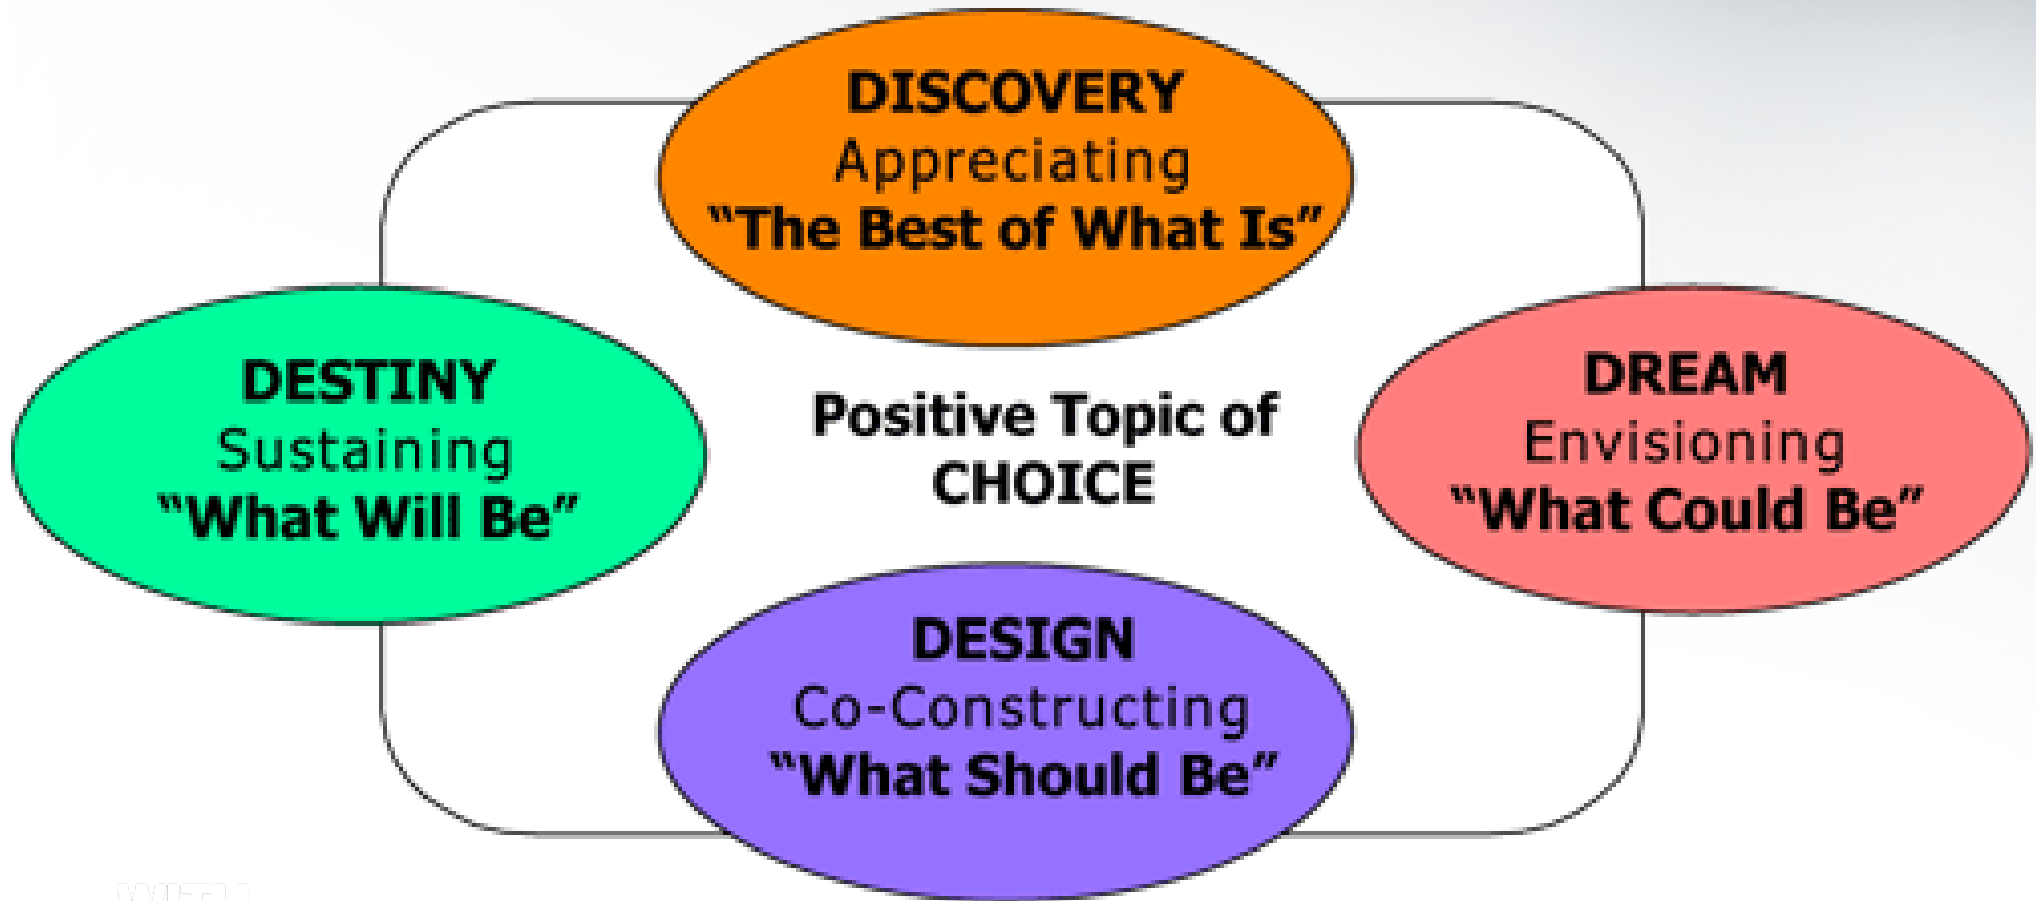 DISCOVERY
Appreciating
“The Best of What Is”
DESTINY
Sustaining
“What Will Be”
Positive Topic of
CHOICE
DREAM
Envisioning
“What Could Be”
DESIGN
Co-Constructing
“What Should Be”